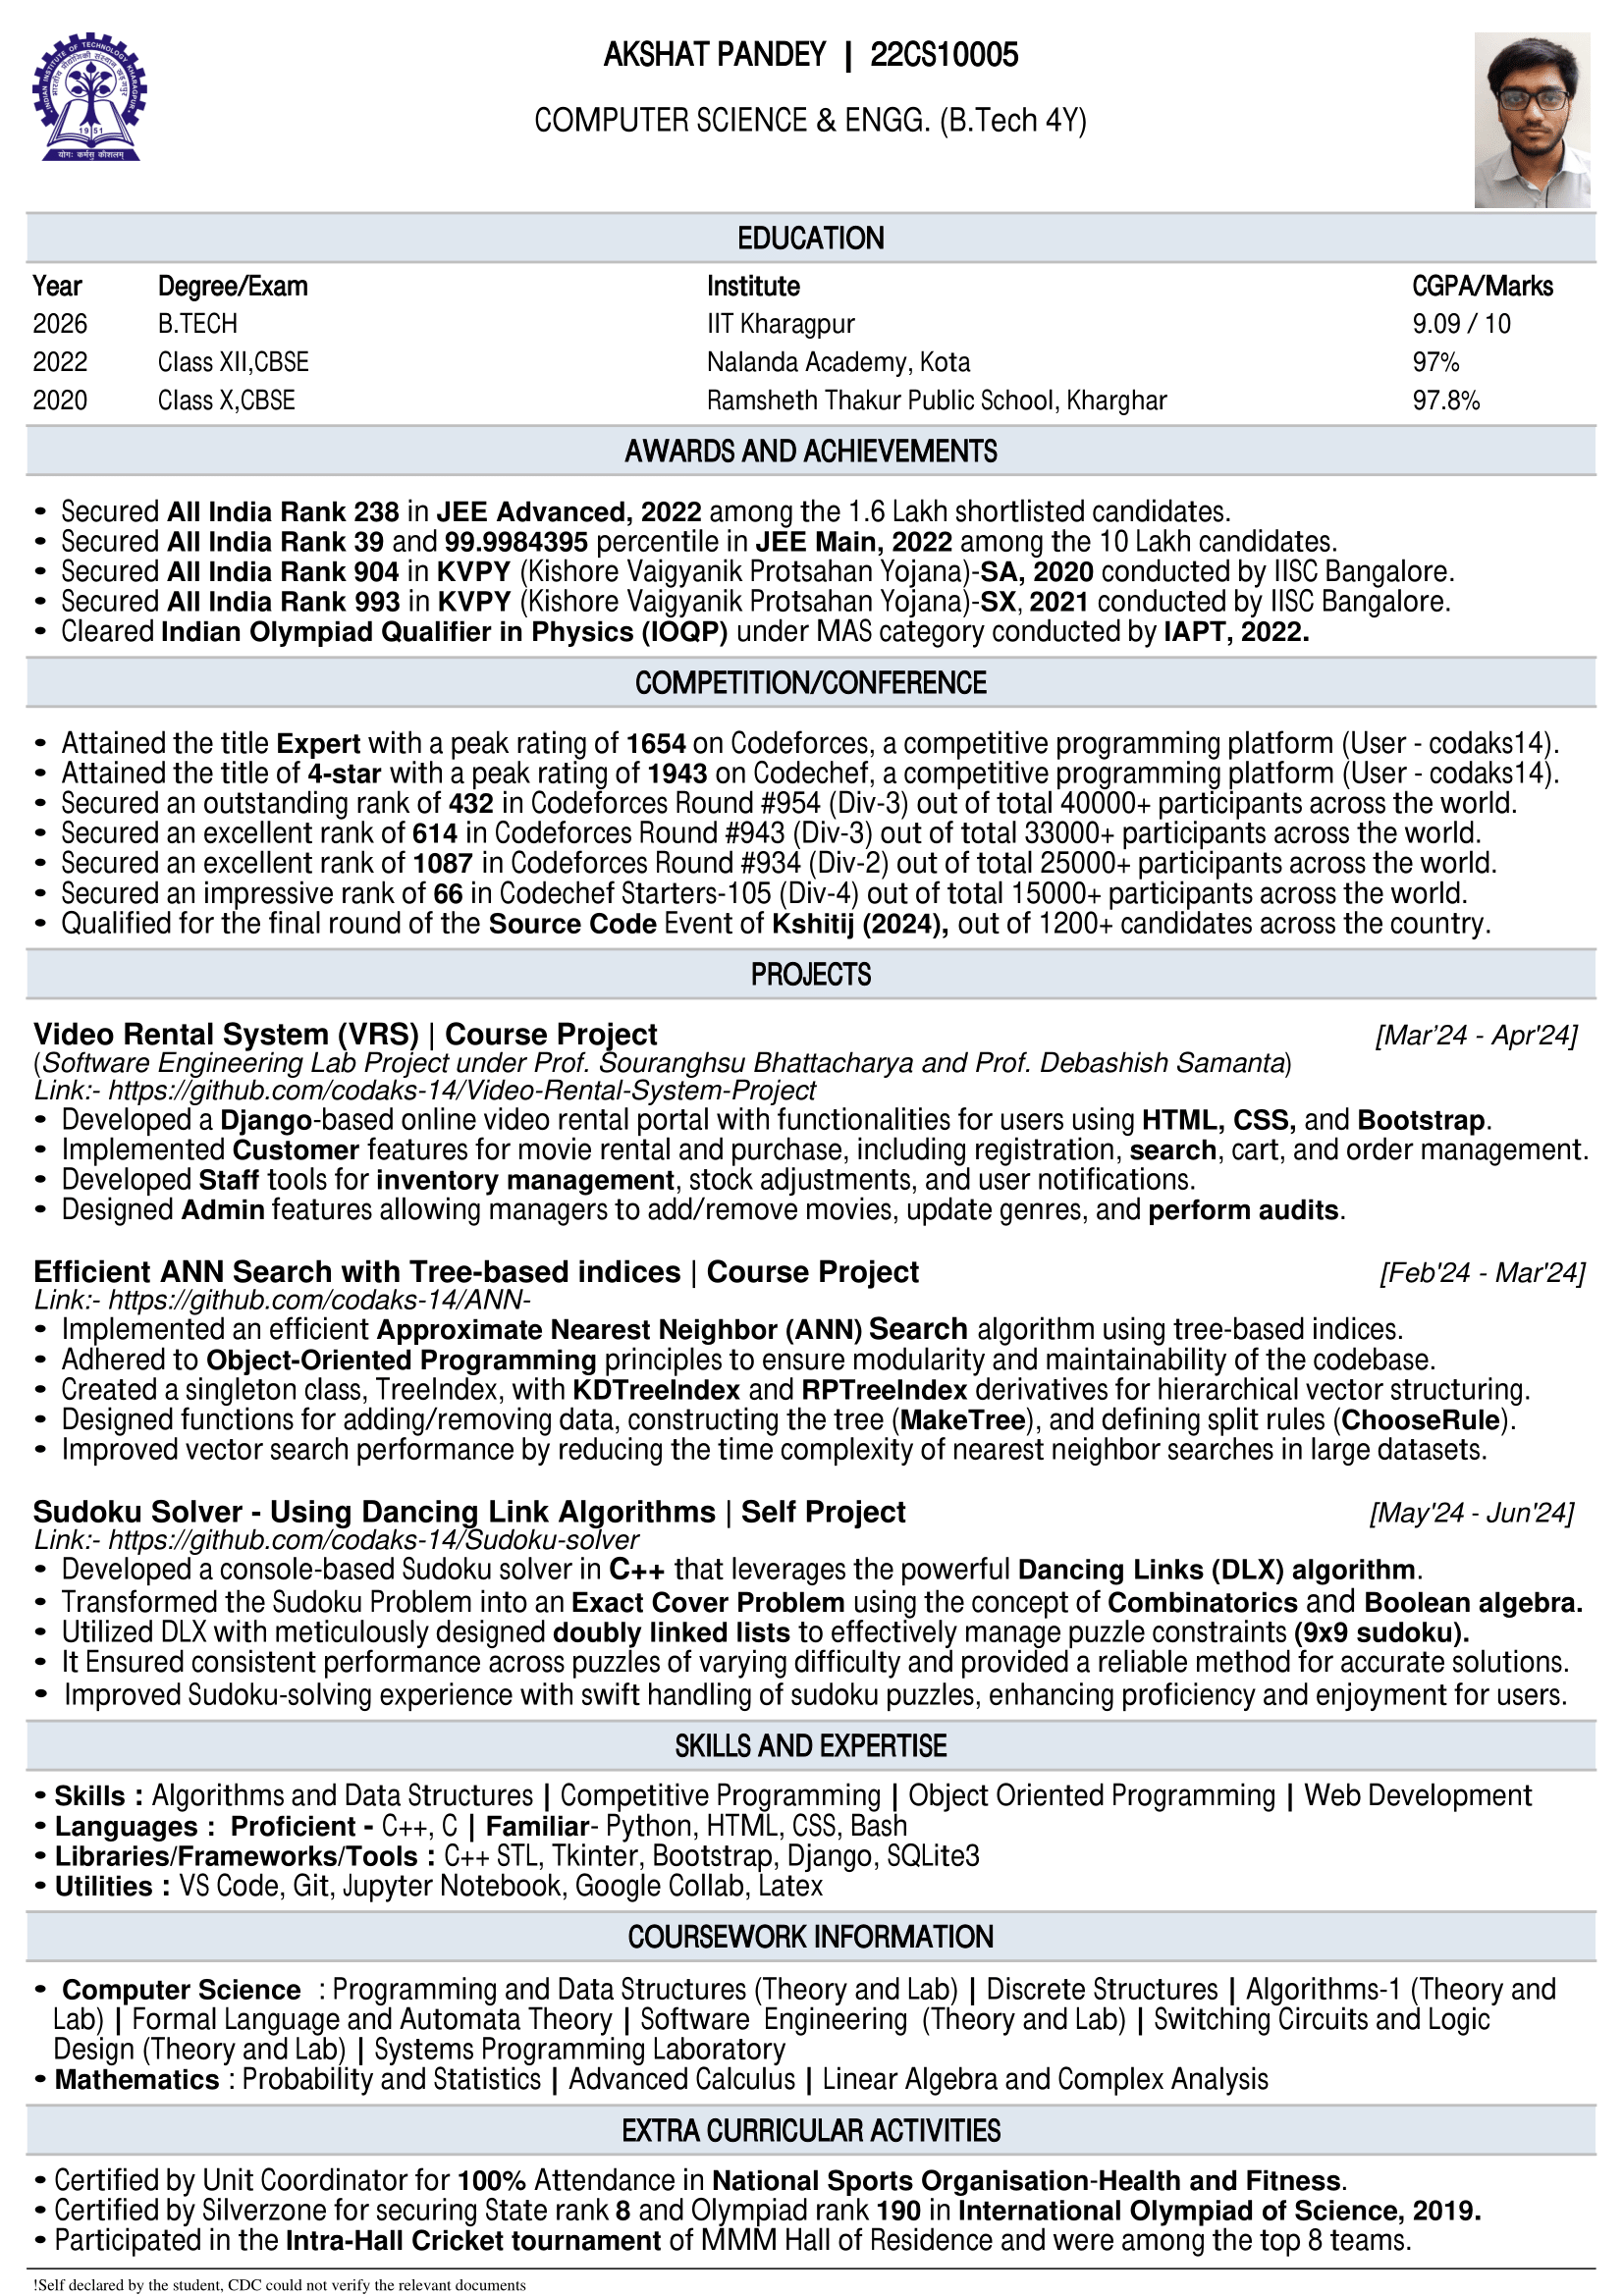 INDIAN INSTITUTE OF TECHNOLOGY KHARAGPUR
भारतीय प्रौद्योगिकी संस्थान खड़गपुर
1951
योगः कर्मसु कौशलम्
AKSHAT PANDEY | 22CS10005
COMPUTER SCIENCE & ENGG. (B.Tech 4Y)
EDUCATION
Year Degree/Exam Institute CGPA/Marks
2026 B.TECH IIT Kharagpur 9.09 / 10
2022 Class XII,CBSE Nalanda Academy, Kota 97%
2020 Class X,CBSE Ramsheth Thakur Public School, Kharghar 97.8%
AWARDS AND ACHIEVEMENTS
• Secured All India Rank 238 in JEE Advanced, 2022 among the 1.6 Lakh shortlisted candidates.
• Secured All India Rank 39 and 99.9984395 percentile in JEE Main, 2022 among the 10 Lakh candidates.
• Secured All India Rank 904 in KVPY (Kishore Vaigyanik Protsahan Yojana)-SA, 2020 conducted by IISC Bangalore.
• Secured All India Rank 993 in KVPY (Kishore Vaigyanik Protsahan Yojana)-SX, 2021 conducted by IISC Bangalore.
• Cleared Indian Olympiad Qualifier in Physics (IOQP) under MAS category conducted by IAPT, 2022.
COMPETITION/CONFERENCE
• Attained the title Expert with a peak rating of 1654 on Codeforces, a competitive programming platform (User - codaks14).
• Attained the title of 4-star with a peak rating of 1943 on Codechef, a competitive programming platform (User - codaks14).
• Secured an outstanding rank of 432 in Codeforces Round #954 (Div-3) out of total 40000+ participants across the world.
• Secured an excellent rank of 614 in Codeforces Round #943 (Div-3) out of total 33000+ participants across the world.
• Secured an excellent rank of 1087 in Codeforces Round #934 (Div-2) out of total 25000+ participants across the world.
• Secured an impressive rank of 66 in Codechef Starters-105 (Div-4) out of total 15000+ participants across the world.
• Qualified for the final round of the Source Code Event of Kshitij (2024), out of 1200+ candidates across the country.
PROJECTS
Video Rental System (VRS) | Course Project [Mar’24 - Apr'24]
(Software Engineering Lab Project under Prof. Souranghsu Bhattacharya and Prof. Debashish Samanta)
Link:- https://github.com/codaks-14/Video-Rental-System-Project
• Developed a Django-based online video rental portal with functionalities for users using HTML, CSS, and Bootstrap.
• Implemented Customer features for movie rental and purchase, including registration, search, cart, and order management.
• Developed Staff tools for inventory management, stock adjustments, and user notifications.
• Designed Admin features allowing managers to add/remove movies, update genres, and perform audits.
Efficient ANN Search with Tree-based indices | Course Project [Feb'24 - Mar'24]
Link:- https://github.com/codaks-14/ANN-
• Implemented an efficient Approximate Nearest Neighbor (ANN) Search algorithm using tree-based indices.
• Adhered to Object-Oriented Programming principles to ensure modularity and maintainability of the codebase.
• Created a singleton class, TreeIndex, with KDTreeIndex and RPTreeIndex derivatives for hierarchical vector structuring.
• Designed functions for adding/removing data, constructing the tree (MakeTree), and defining split rules (ChooseRule).
• Improved vector search performance by reducing the time complexity of nearest neighbor searches in large datasets.
Sudoku Solver - Using Dancing Link Algorithms | Self Project [May'24 - Jun'24]
Link:- https://github.com/codaks-14/Sudoku-solver
• Developed a console-based Sudoku solver in C++ that leverages the powerful Dancing Links (DLX) algorithm.
• Transformed the Sudoku Problem into an Exact Cover Problem using the concept of Combinatorics and Boolean algebra.
• Utilized DLX with meticulously designed doubly linked lists to effectively manage puzzle constraints (9x9 sudoku).
• It Ensured consistent performance across puzzles of varying difficulty and provided a reliable method for accurate solutions.
• Improved Sudoku-solving experience with swift handling of sudoku puzzles, enhancing proficiency and enjoyment for users.
SKILLS AND EXPERTISE
• Skills : Algorithms and Data Structures | Competitive Programming | Object Oriented Programming | Web Development
• Languages : Proficient - C++, C | Familiar- Python, HTML, CSS, Bash
• Libraries/Frameworks/Tools : C++ STL, Tkinter, Bootstrap, Django, SQLite3
• Utilities : VS Code, Git, Jupyter Notebook, Google Collab, Latex
COURSEWORK INFORMATION
• Computer Science : Programming and Data Structures (Theory and Lab) | Discrete Structures | Algorithms-1 (Theory and
Lab) | Formal Language and Automata Theory | Software Engineering (Theory and Lab) | Switching Circuits and Logic
Design (Theory and Lab) | Systems Programming Laboratory
• Mathematics : Probability and Statistics | Advanced Calculus | Linear Algebra and Complex Analysis
EXTRA CURRICULAR ACTIVITIES
• Certified by Unit Coordinator for 100% Attendance in National Sports Organisation-Health and Fitness.
• Certified by Silverzone for securing State rank 8 and Olympiad rank 190 in International Olympiad of Science, 2019.
• Participated in the Intra-Hall Cricket tournament of MMM Hall of Residence and were among the top 8 teams.
!Self declared by the student, CDC could not verify the relevant documents